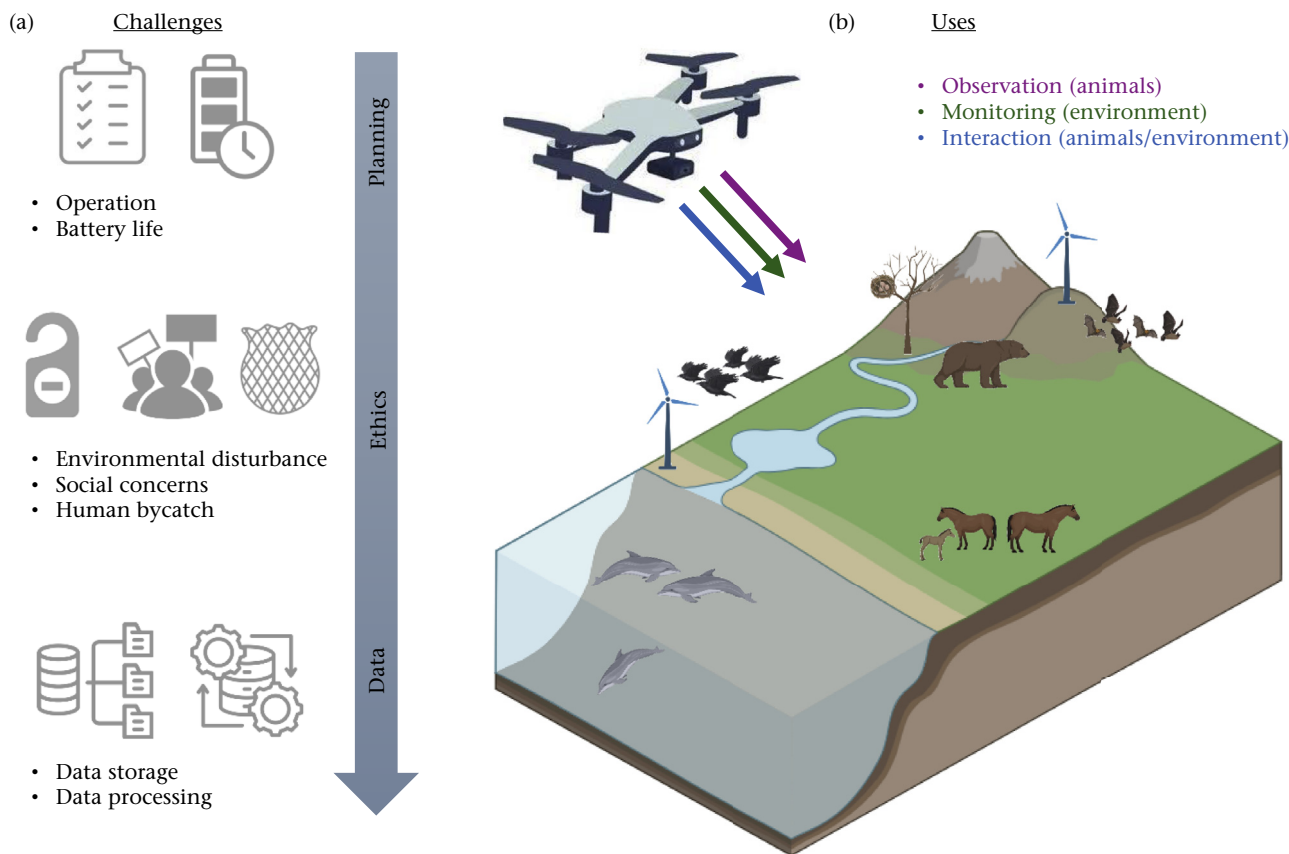 (a)
Challenges
Planning
• Operation
• Battery life
Ethics
• Environmental disturbance
• Social concerns
• Human bycatch
Data
• Data storage
• Data processing
(b)
Uses
• Observation (animals)
• Monitoring (environment)
• Interaction (animals/environment)